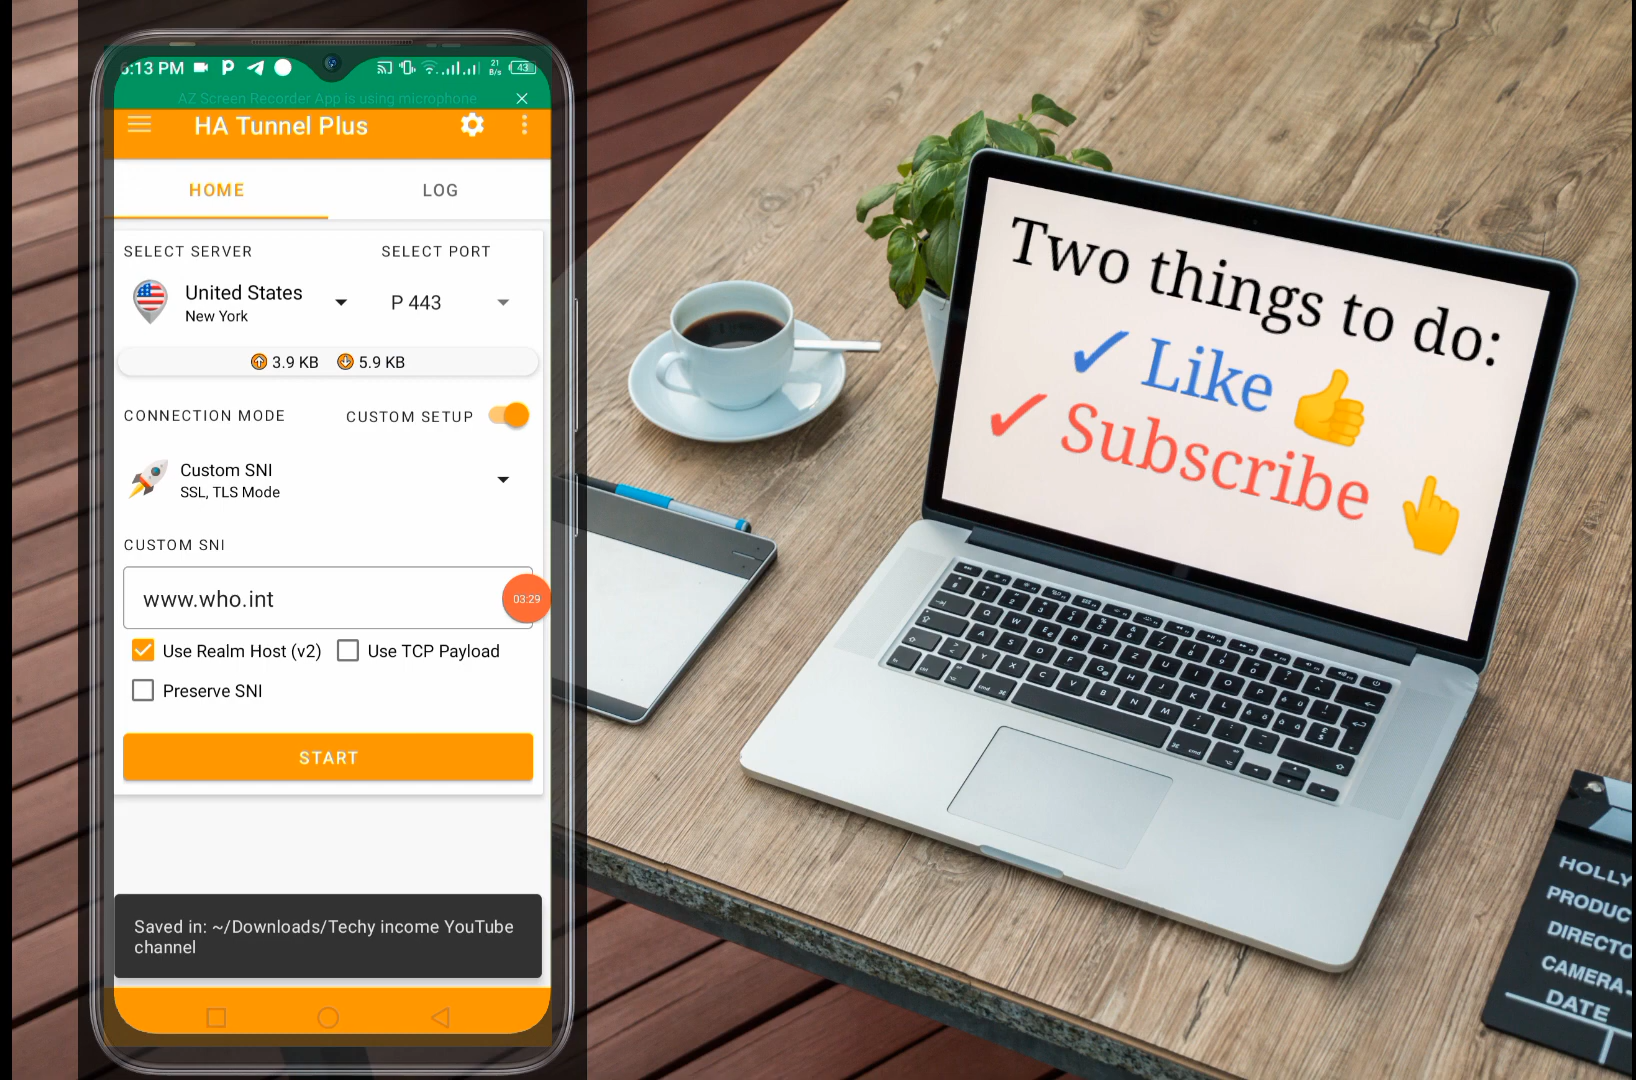 6:13 PM
21
B/s
43
AZ Screen Recorder App is using microphone
HA Tunnel Plus
HOME
LOG
SELECT SERVER
SELECT PORT
United States
New York
P 443
3.9 KB
5.9 KB
CONNECTION MODE
CUSTOM SETUP
Custom SNI
SSL, TLS Mode
CUSTOM SNI
www.who.int
03:29
Use Realm Host (v2)
Use TCP Payload
Preserve SNI
START
Saved in: ~/Downloads/Techy income YouTube
channel
Two things to do:
✓ Like 👍
✓ Subscribe 👆
HOLLY
PRODUC
DIRECTO
CAMERA
DATE